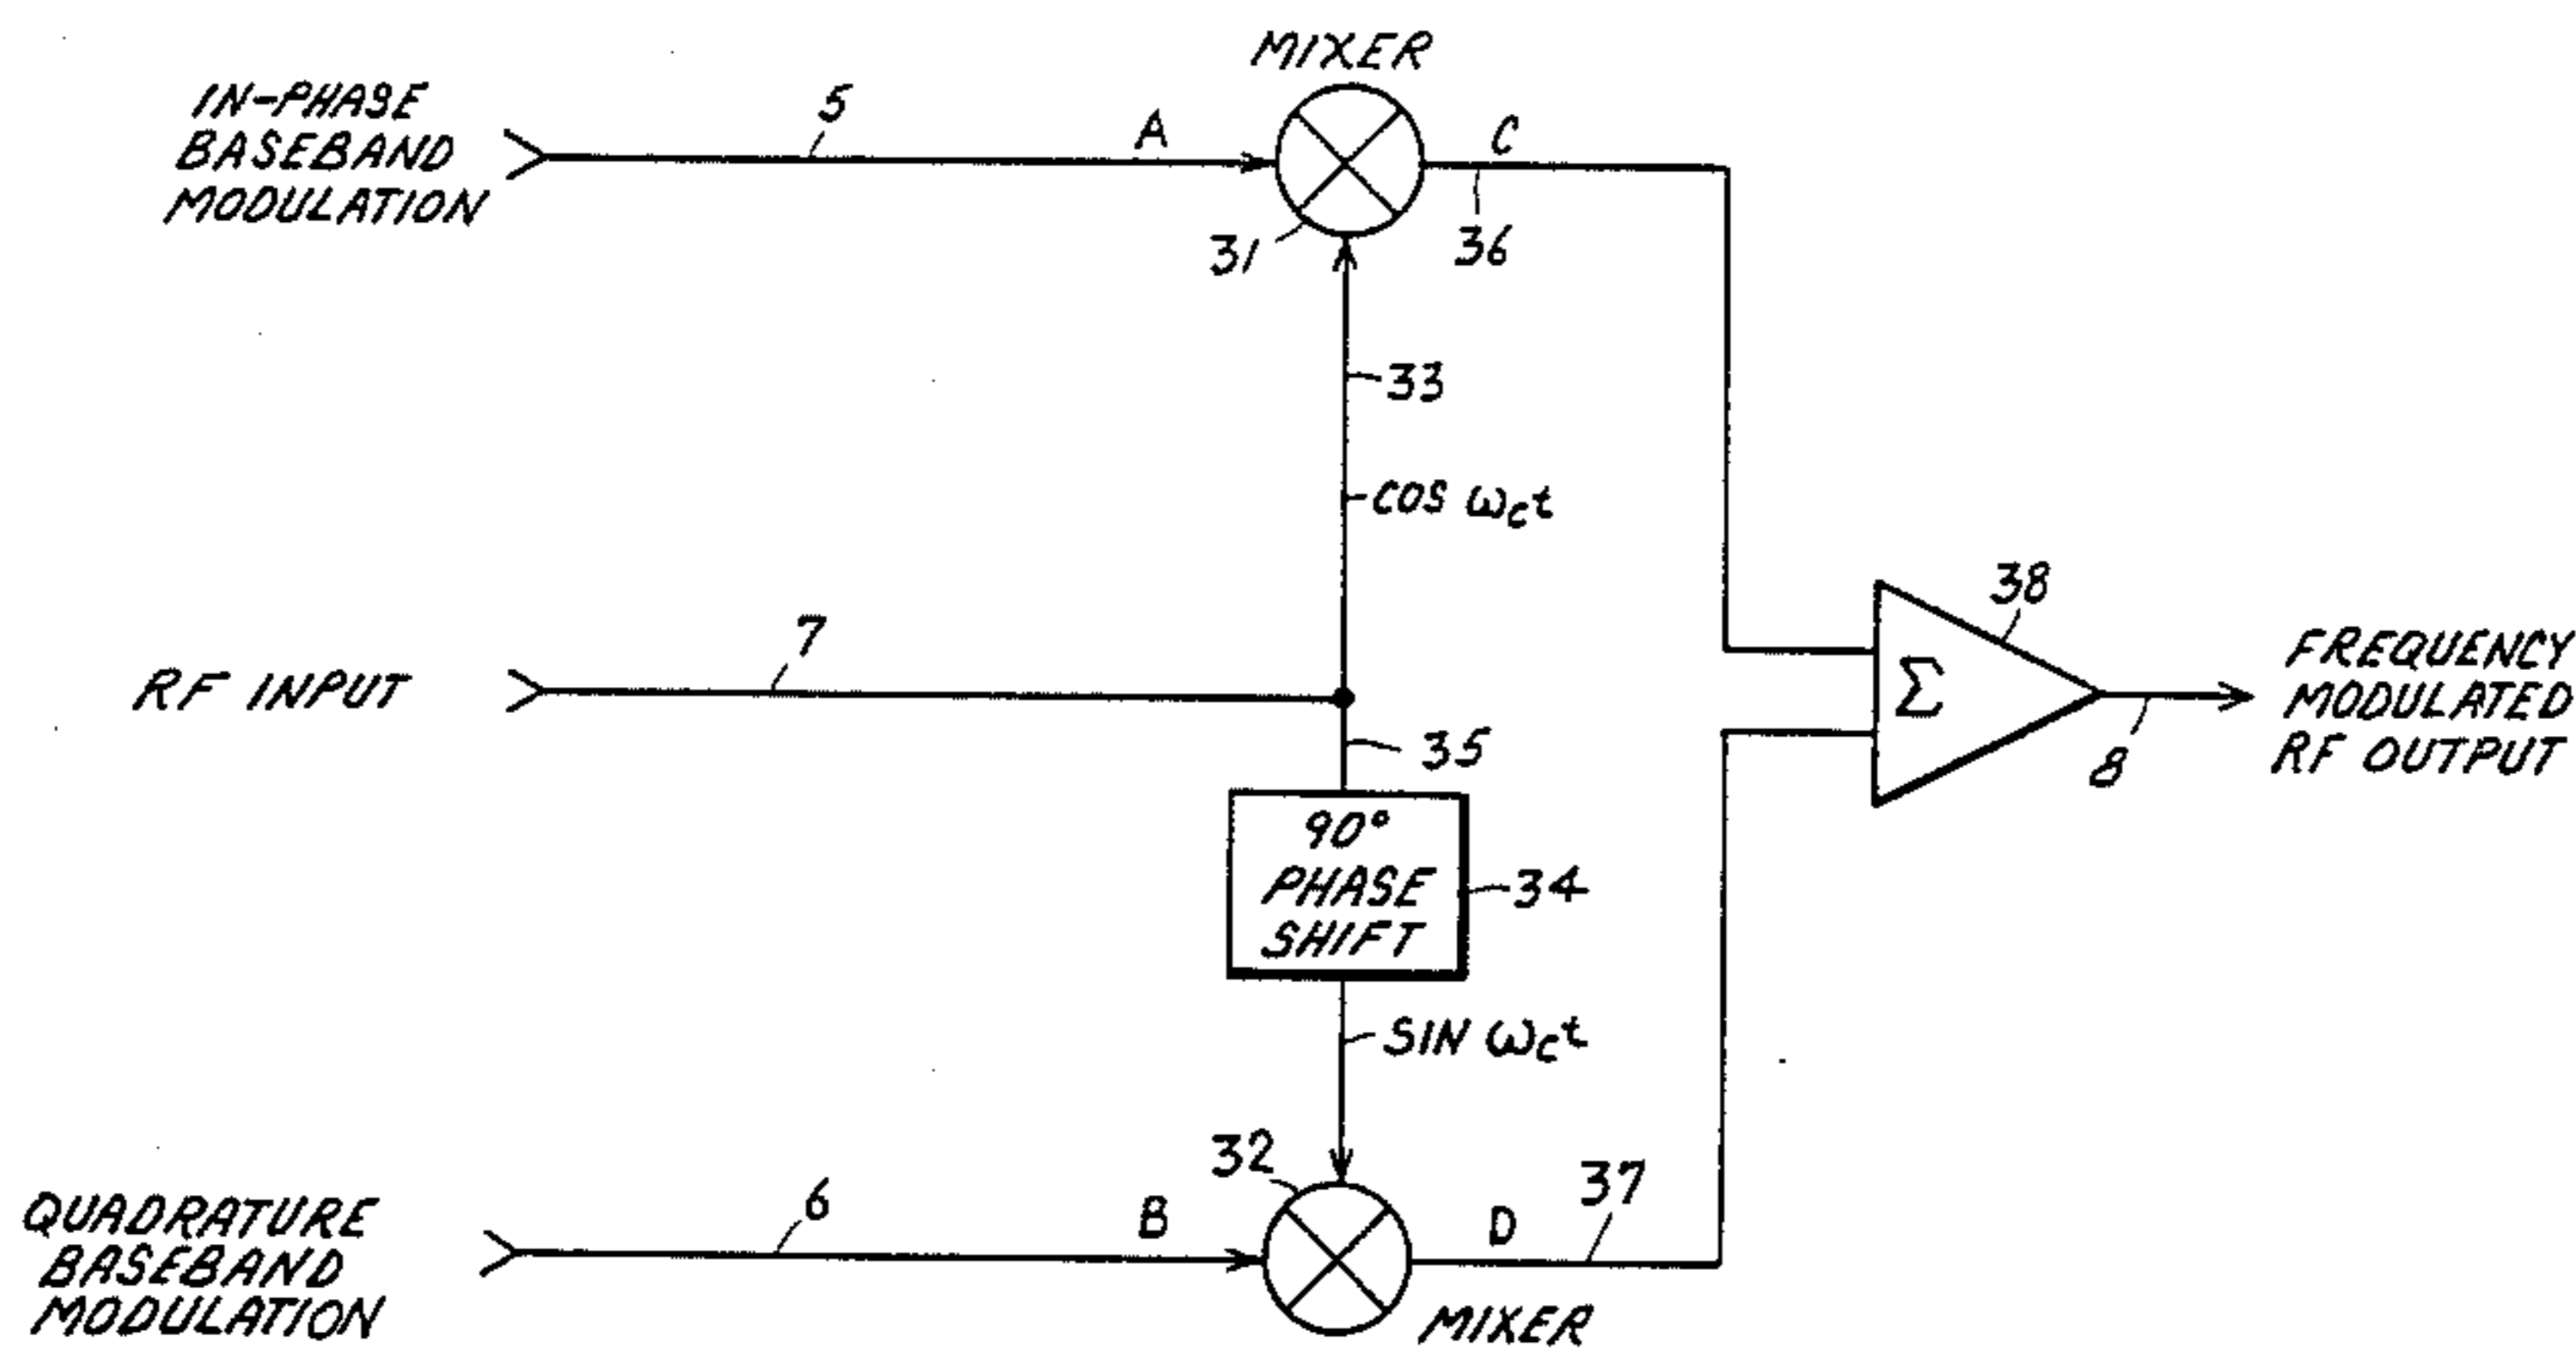 MIXER
IN-PHASE
BASEBAND
MODULATION
5
A
C
31
36
33
COS ωct
RF INPUT
7
35
38
Σ
8
FREQUENCY
MODULATED
RF OUTPUT
90°
PHASE
SHIFT
34
SIN ωct
QUADRATURE
BASEBAND
MODULATION
6
B
32
D
37
MIXER